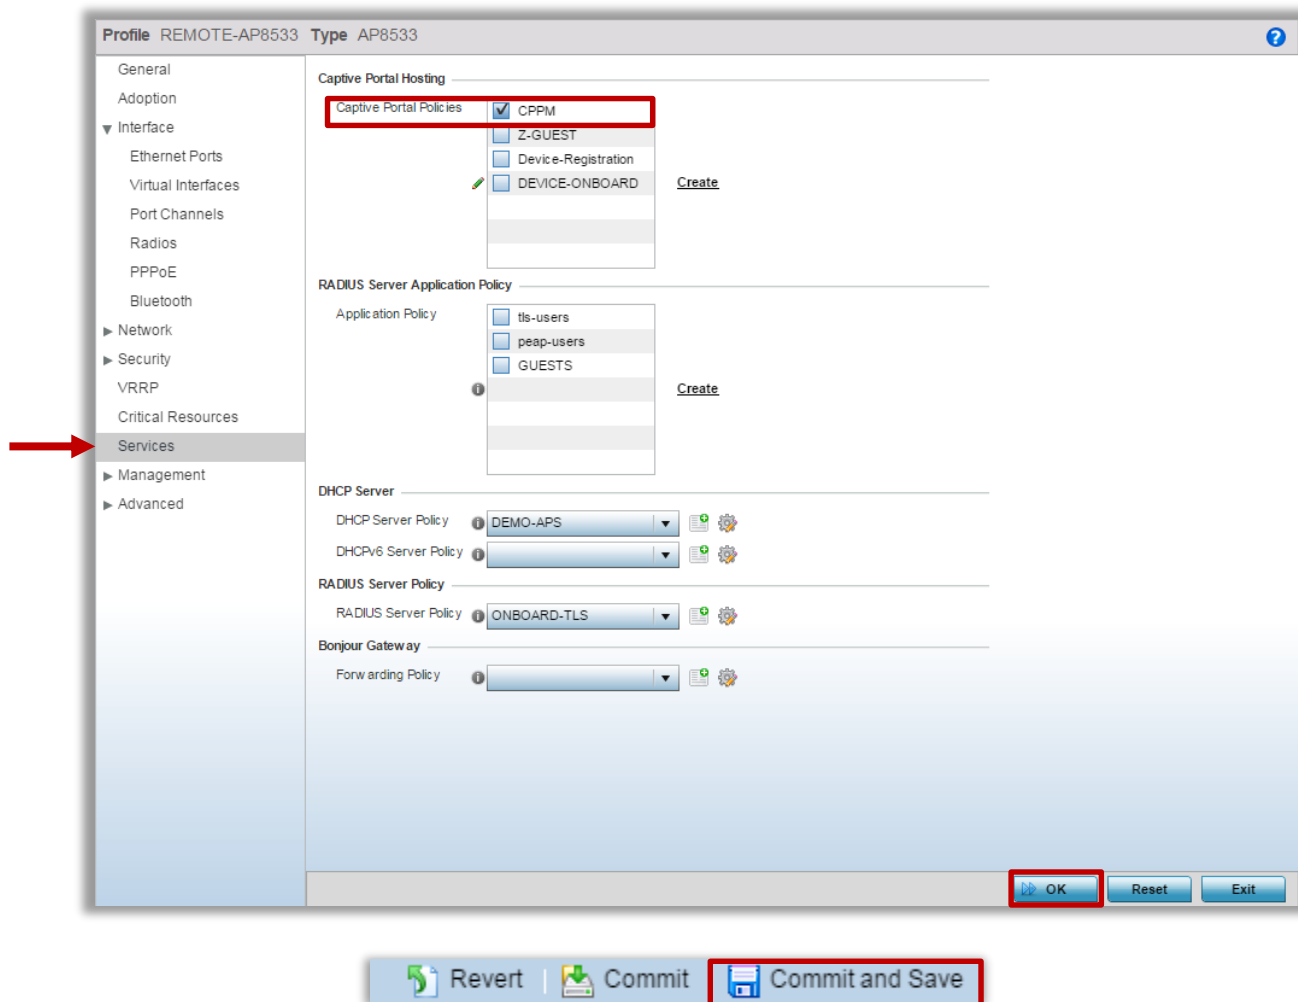 Profile REMOTE-AP8533 Type AP8533
?
General
Adoption
Interface
Ethernet Ports
Virtual Interfaces
Port Channels
Radios
PPPoE
Bluetooth
Network
Security
VRRP
Critical Resources
Services
Management
Advanced
Captive Portal Hosting
Captive Portal Policies
CPPM
Z-GUEST
Device-Registration
DEVICE-ONBOARD
Create
RADIUS Server Application Policy
Application Policy
tls-users
peap-users
GUESTS
Create
DHCP Server
DHCP Server Policy DEMO-APS
DHCPv6 Server Policy
RADIUS Server Policy
RADIUS Server Policy ONBOARD-TLS
Bonjour Gateway
Forwarding Policy
OK Reset Exit
Revert Commit Commit and Save